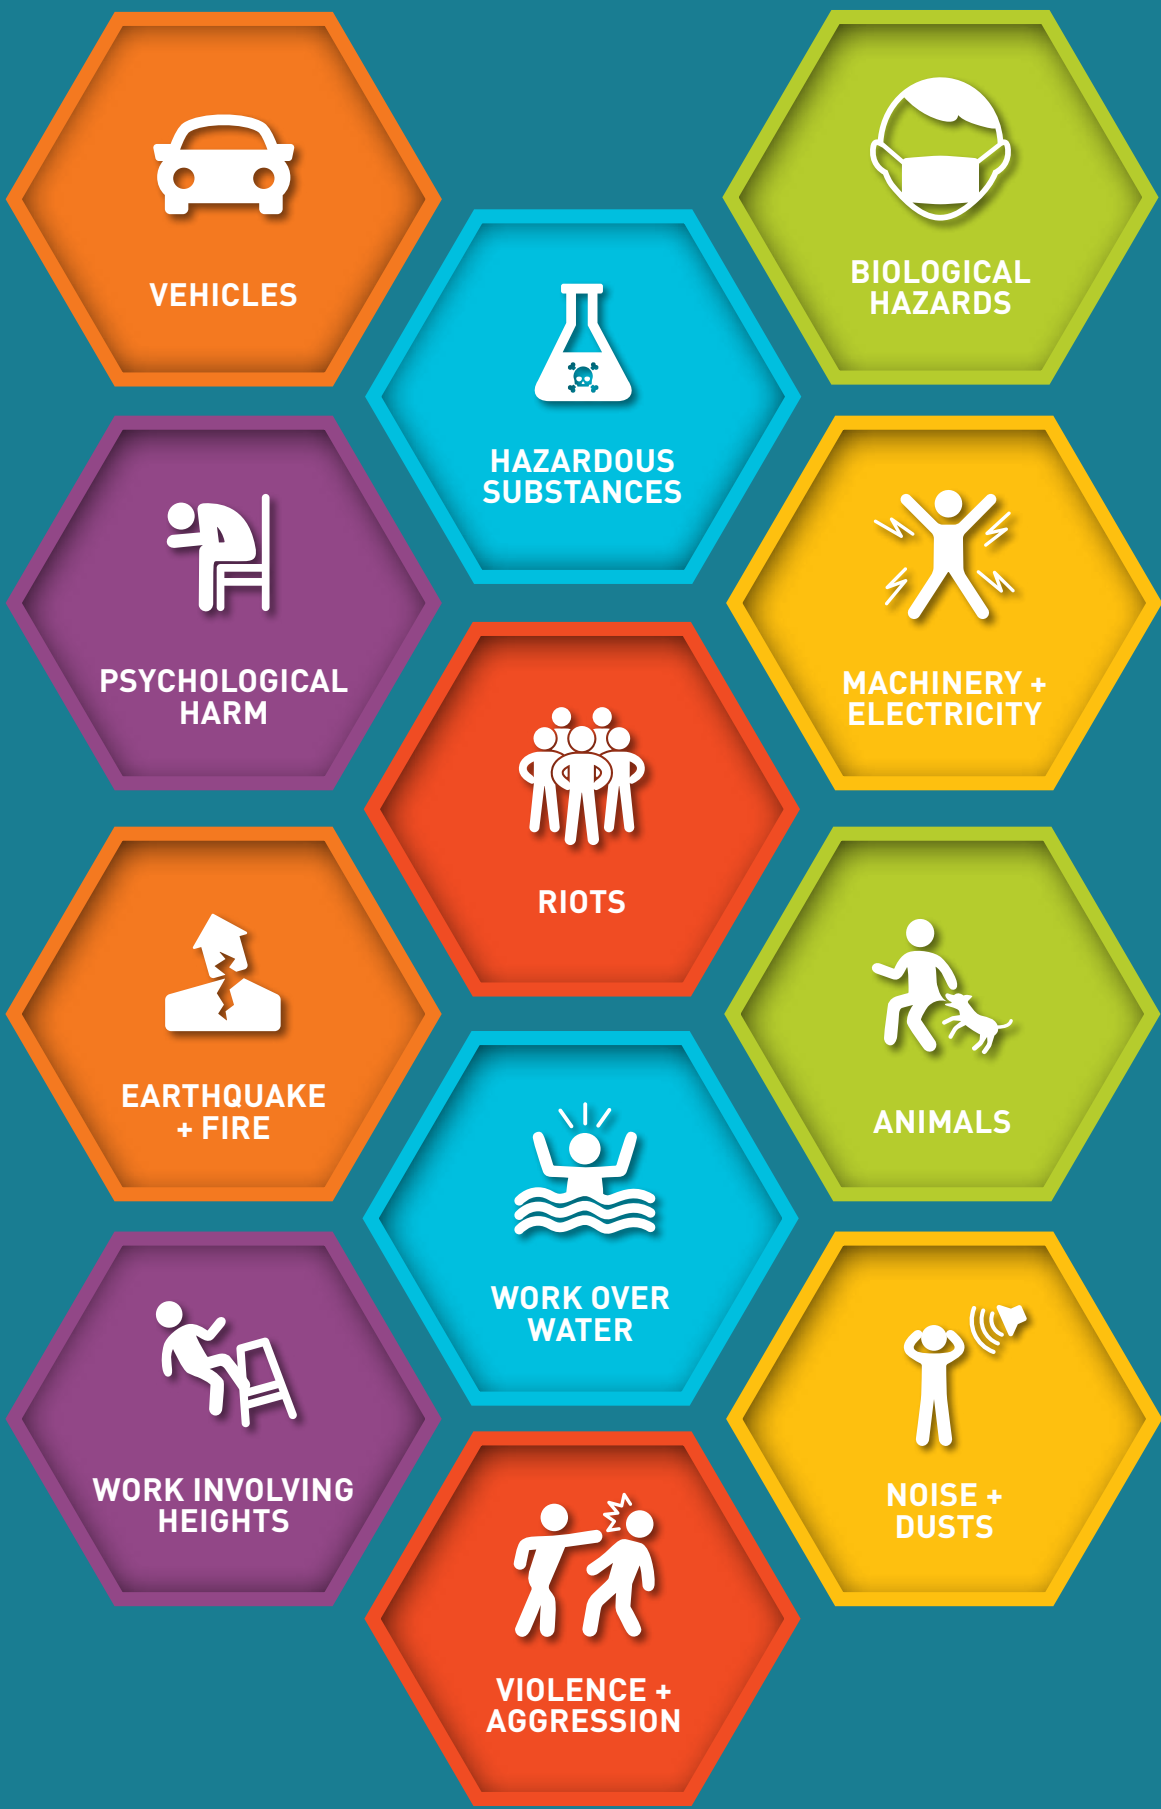 VEHICLES
BIOLOGICAL
HAZARDS
HAZARDOUS
SUBSTANCES
PSYCHOLOGICAL
HARM
MACHINERY +
ELECTRICITY
RIOTS
EARTHQUAKE
+ FIRE
ANIMALS
WORK OVER
WATER
WORK INVOLVING
HEIGHTS
NOISE +
DUSTS
VIOLENCE +
AGGRESSION